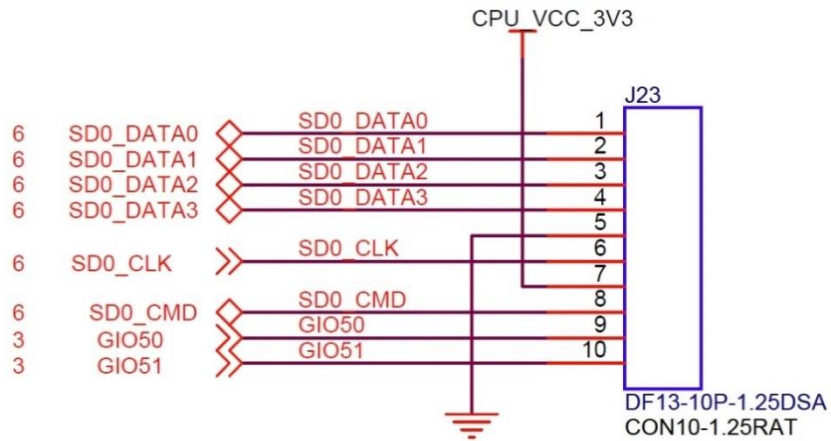 CPU_VCC_3V3
J23
6 SD0_DATA0 SD0_DATA0 1
6 SD0_DATA1 SD0_DATA1 2
6 SD0_DATA2 SD0_DATA2 3
6 SD0_DATA3 SD0_DATA3 4
5
6 SD0_CLK SD0_CLK 6
7
6 SD0_CMD SD0_CMD 8
3 GIO50 GIO50 9
3 GIO51 GIO51 10
DF13-10P-1.25DSA
CON10-1.25RAT